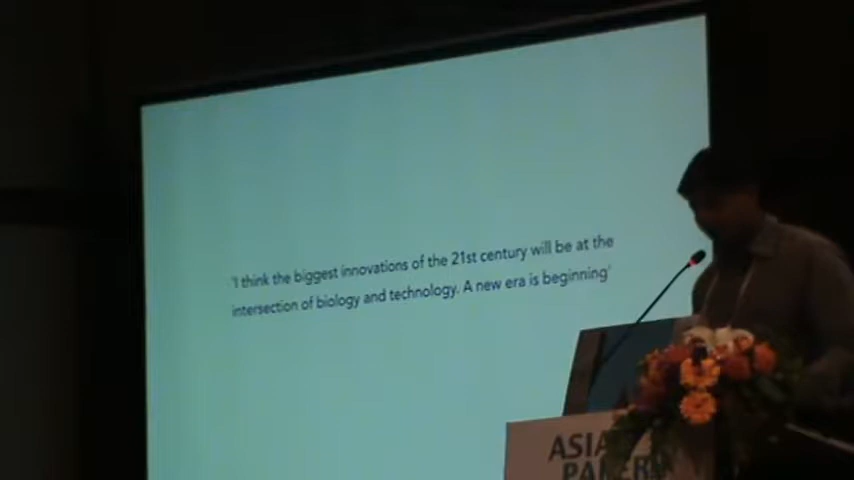 'I think the biggest innovations of the 21st century will be at the
intersection of biology and technology. A new era is beginning'
ASIA
PAPERS